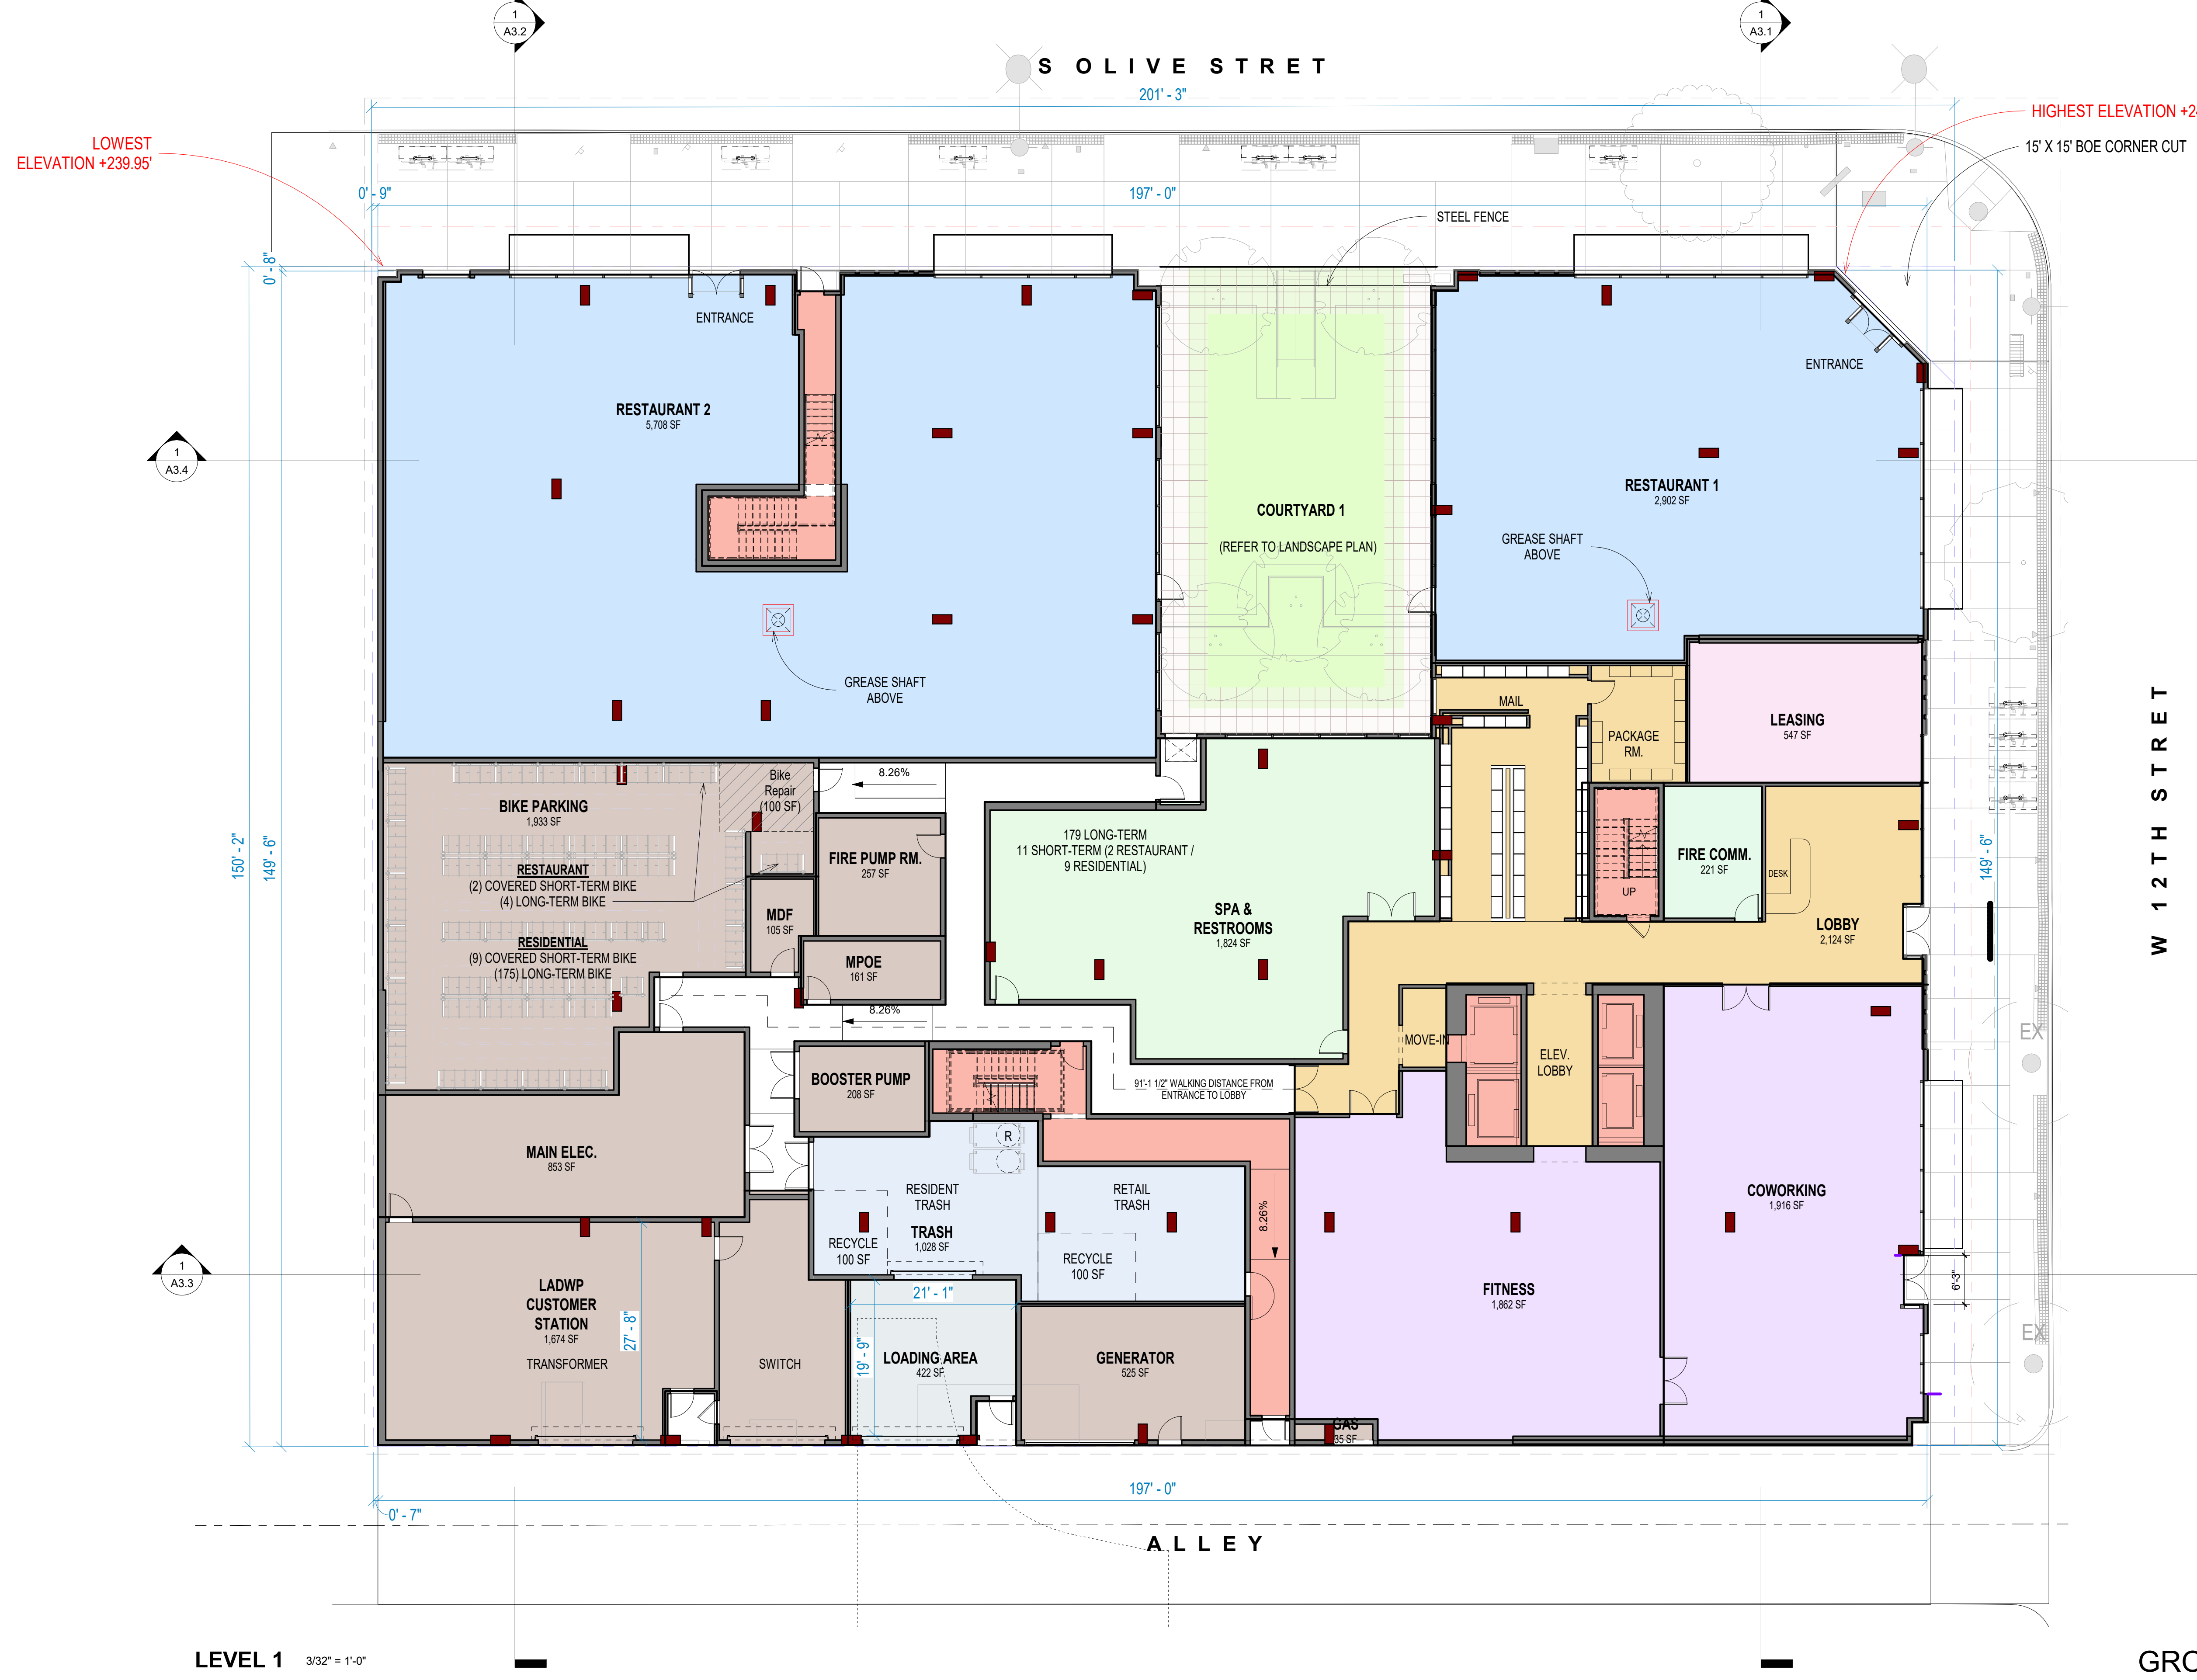 1
A3.2
1
A3.1
S OLIVE STRET
201' - 3"
LOWEST
ELEVATION +239.95'
HIGHEST ELEVATION +2
15' X 15' BOE CORNER CUT
0' - 9"
197' - 0"
STEEL FENCE
0' - 8"
ENTRANCE
ENTRANCE
RESTAURANT 2
5,708 SF
1
A3.4
RESTAURANT 1
2,902 SF
COURTYARD 1
(REFER TO LANDSCAPE PLAN)
GREASE SHAFT
ABOVE
GREASE SHAFT
ABOVE
MAIL
PACKAGE
RM.
LEASING
547 SF
W 12TH STRET
8.26%
Bike
Repair
(100 SF)
BIKE PARKING
1,933 SF
150' - 2"
149' - 6"
149' - 6"
179 LONG-TERM
11 SHORT-TERM (2 RESTAURANT /
9 RESIDENTIAL)
FIRE PUMP RM.
257 SF
FIRE COMM.
221 SF
DESK
UP
RESTAURANT
(2) COVERED SHORT-TERM BIKE
(4) LONG-TERM BIKE
MDF
105 SF
SPA &
RESTROOMS
1,824 SF
LOBBY
2,124 SF
RESIDENTIAL
(9) COVERED SHORT-TERM BIKE
(175) LONG-TERM BIKE
MPOE
161 SF
8.26%
MOVE-IN
ELEV.
LOBBY
EX
BOOSTER PUMP
208 SF
91'-1 1/2" WALKING DISTANCE FROM
ENTRANCE TO LOBBY
MAIN ELEC.
853 SF
R
RESIDENT
TRASH
RETAIL
TRASH
TRASH
1,028 SF
RECYCLE
100 SF
RECYCLE
100 SF
8.26%
COWORKING
1,916 SF
1
A3.3
LADWP
CUSTOMER
STATION
1,674 SF
TRANSFORMER
27' - 8"
SWITCH
21' - 1"
19' - 9"
LOADING AREA
422 SF
GENERATOR
525 SF
FITNESS
1,862 SF
6'-3"
EX
GAS
35 SF
197' - 0"
0' - 7"
ALLEY
LEVEL 1
3/32" = 1'-0"